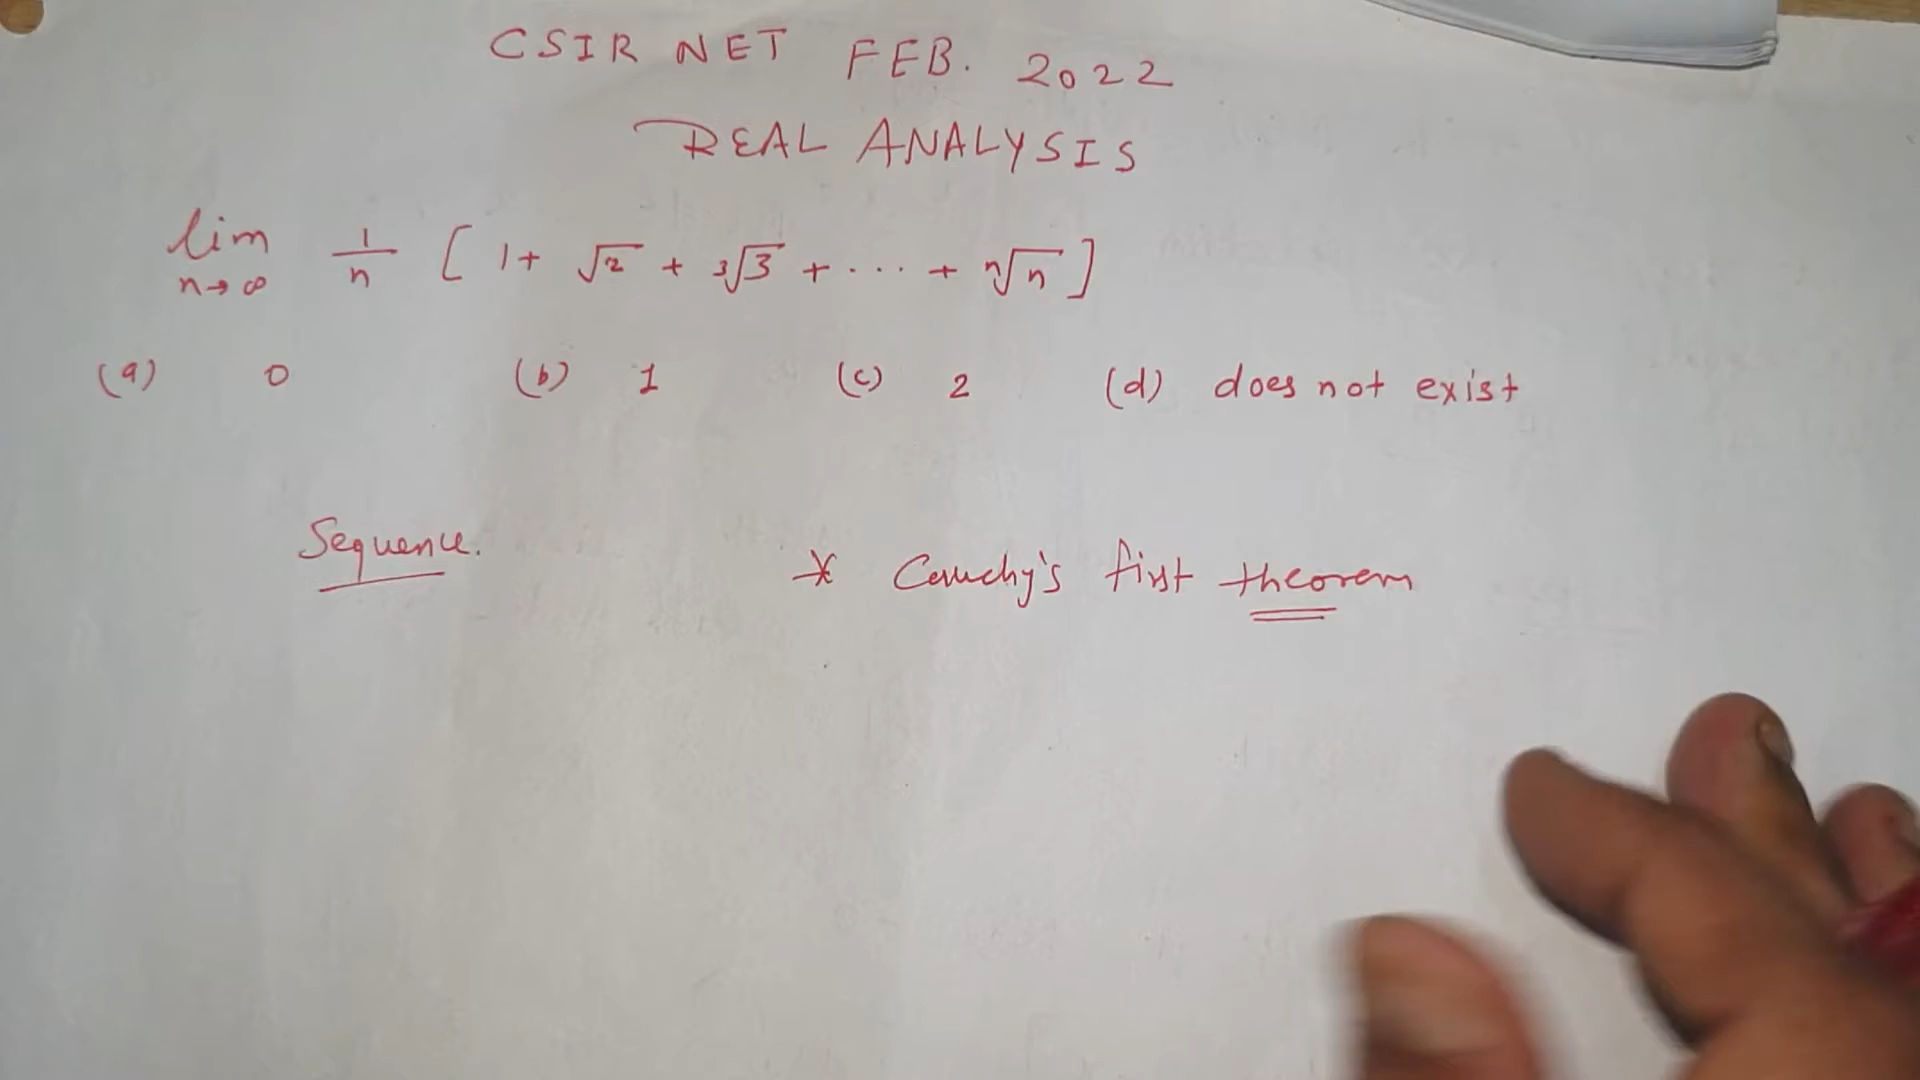 CSIR NET FEB. 2022
REAL ANALYSIS
lim n→∞ 1/n [ 1 + √2 + ³√3 + ... + ⁿ√n ]
(a) 0 (b) 1 (c) 2 (d) does not exist
Sequence.
* Cauchy's first theorem